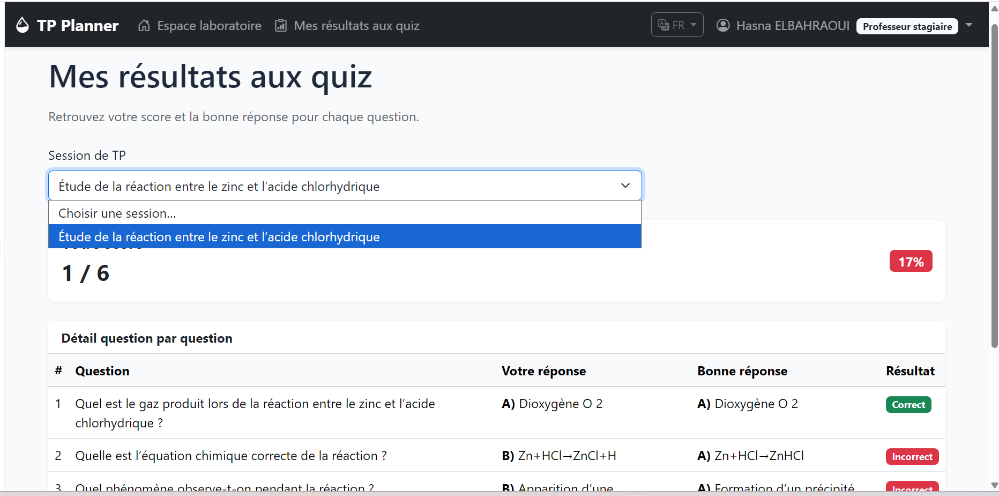 TP Planner Espace laboratoire Mes résultats aux quiz FR Hasna ELBAHRAOUI Professeur stagiaire
Mes résultats aux quiz
Retrouvez votre score et la bonne réponse pour chaque question.
Session de TP
Étude de la réaction entre le zinc et l’acide chlorhydrique
Choisir une session...
Étude de la réaction entre le zinc et l’acide chlorhydrique
1 / 6
17%
Détail question par question
# Question Votre réponse Bonne réponse Résultat
1 Quel est le gaz produit lors de la réaction entre le zinc et l’acide A) Dioxygène O 2 A) Dioxygène O 2 Correct
chlorhydrique ?
2 Quelle est l’équation chimique correcte de la réaction ? B) Zn+HCl→ZnCl+H A) Zn+HCl→ZnHCl Incorrect
3 Quel phénomène observe-t-on pendant la réaction ? B) Apparition d’une A) Formation d’un précipité Incorrect